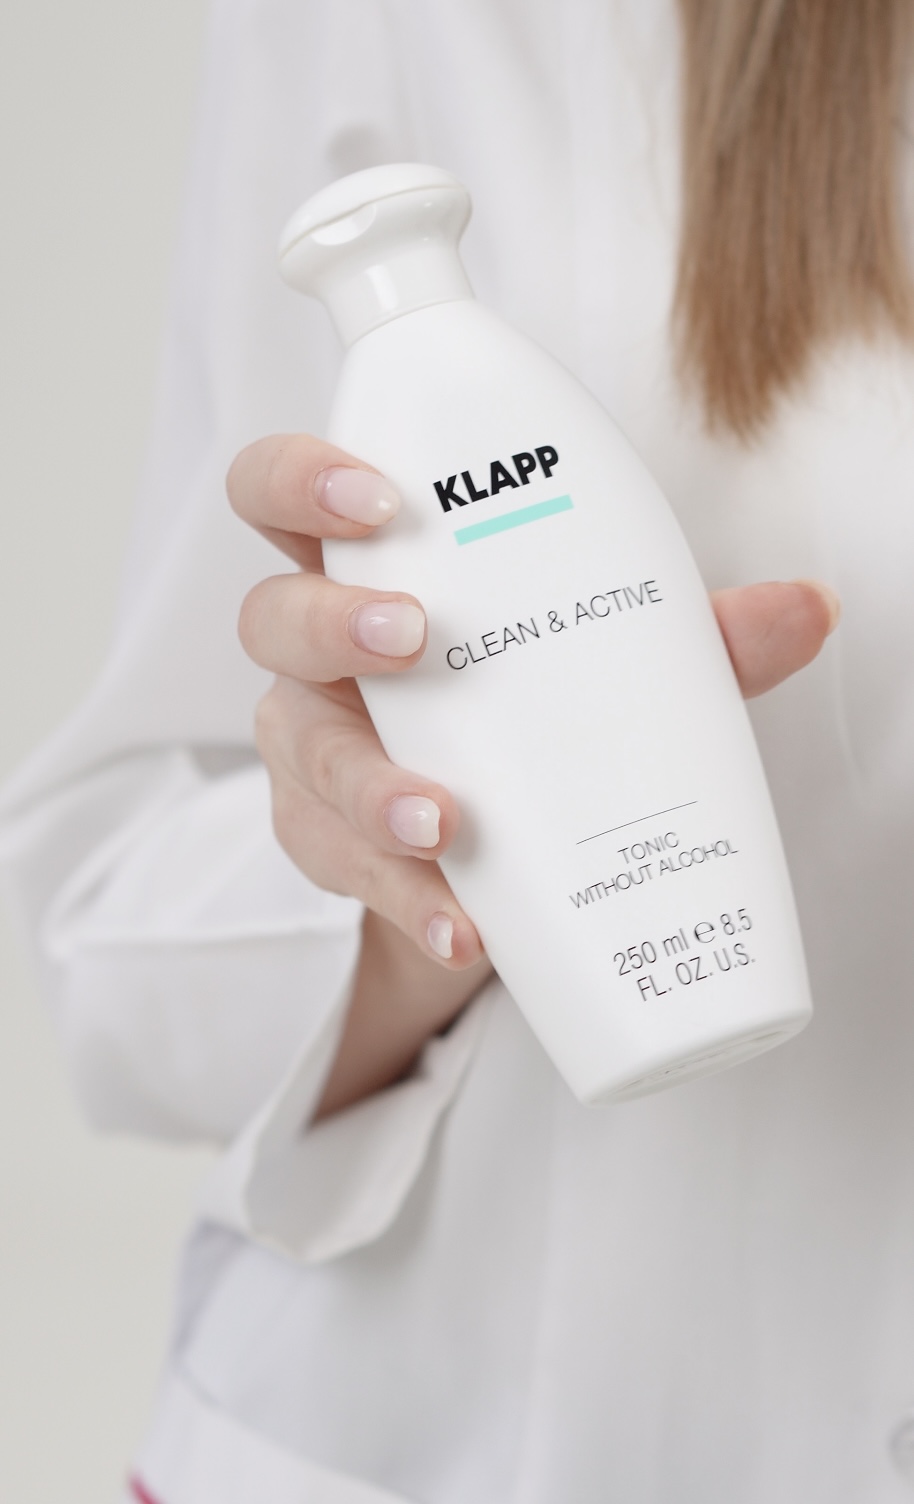 KLAPP
CLEAN & ACTIVE
TONIC
WITHOUT ALCOHOL
250 ml ℮ 8.5
FL. OZ. U.S.